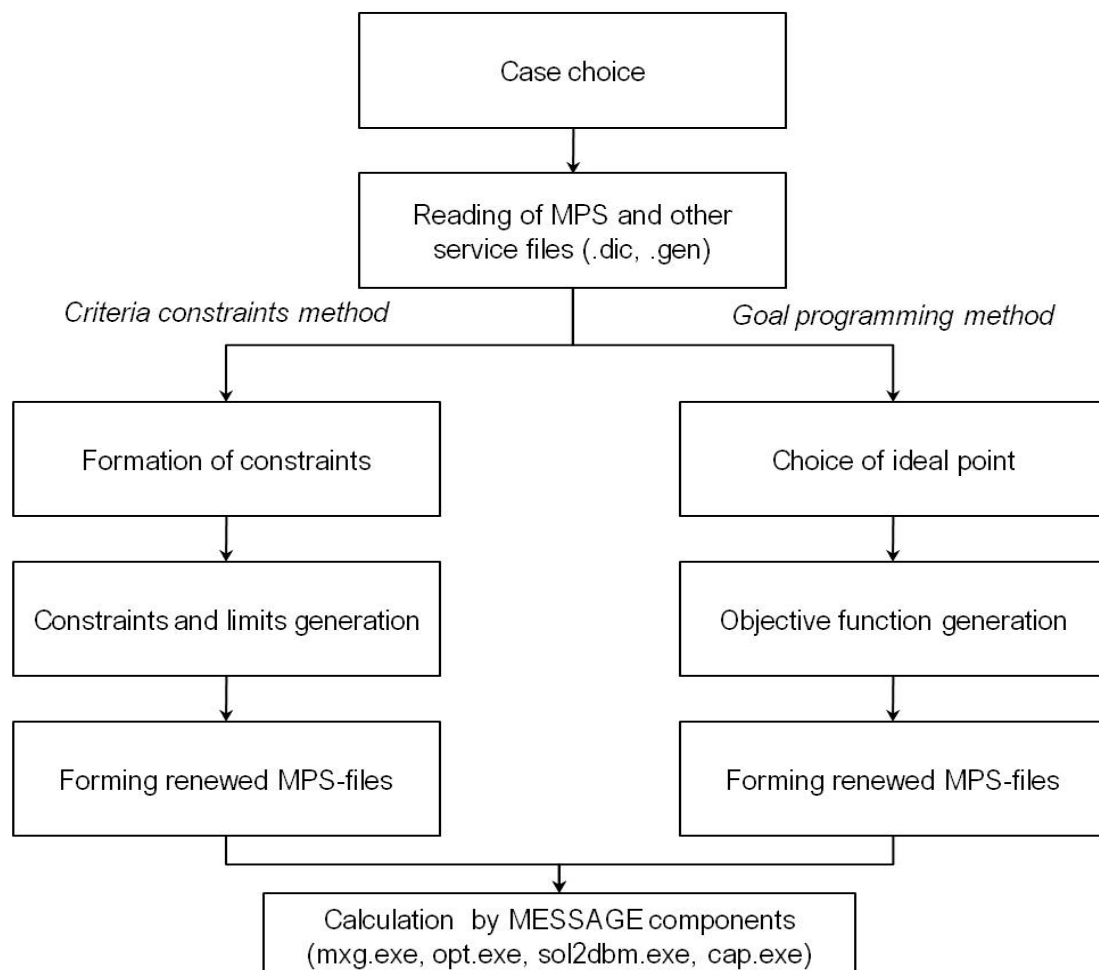 Case choice
Reading of MPS and other
service files (.dic, .gen)
Criteria constraints method
Goal programming method
Formation of constraints
Choice of ideal point
Constraints and limits generation
Objective function generation
Forming renewed MPS-files
Forming renewed MPS-files
Calculation by MESSAGE components
(mxg.exe, opt.exe, sol2dbm.exe, cap.exe)